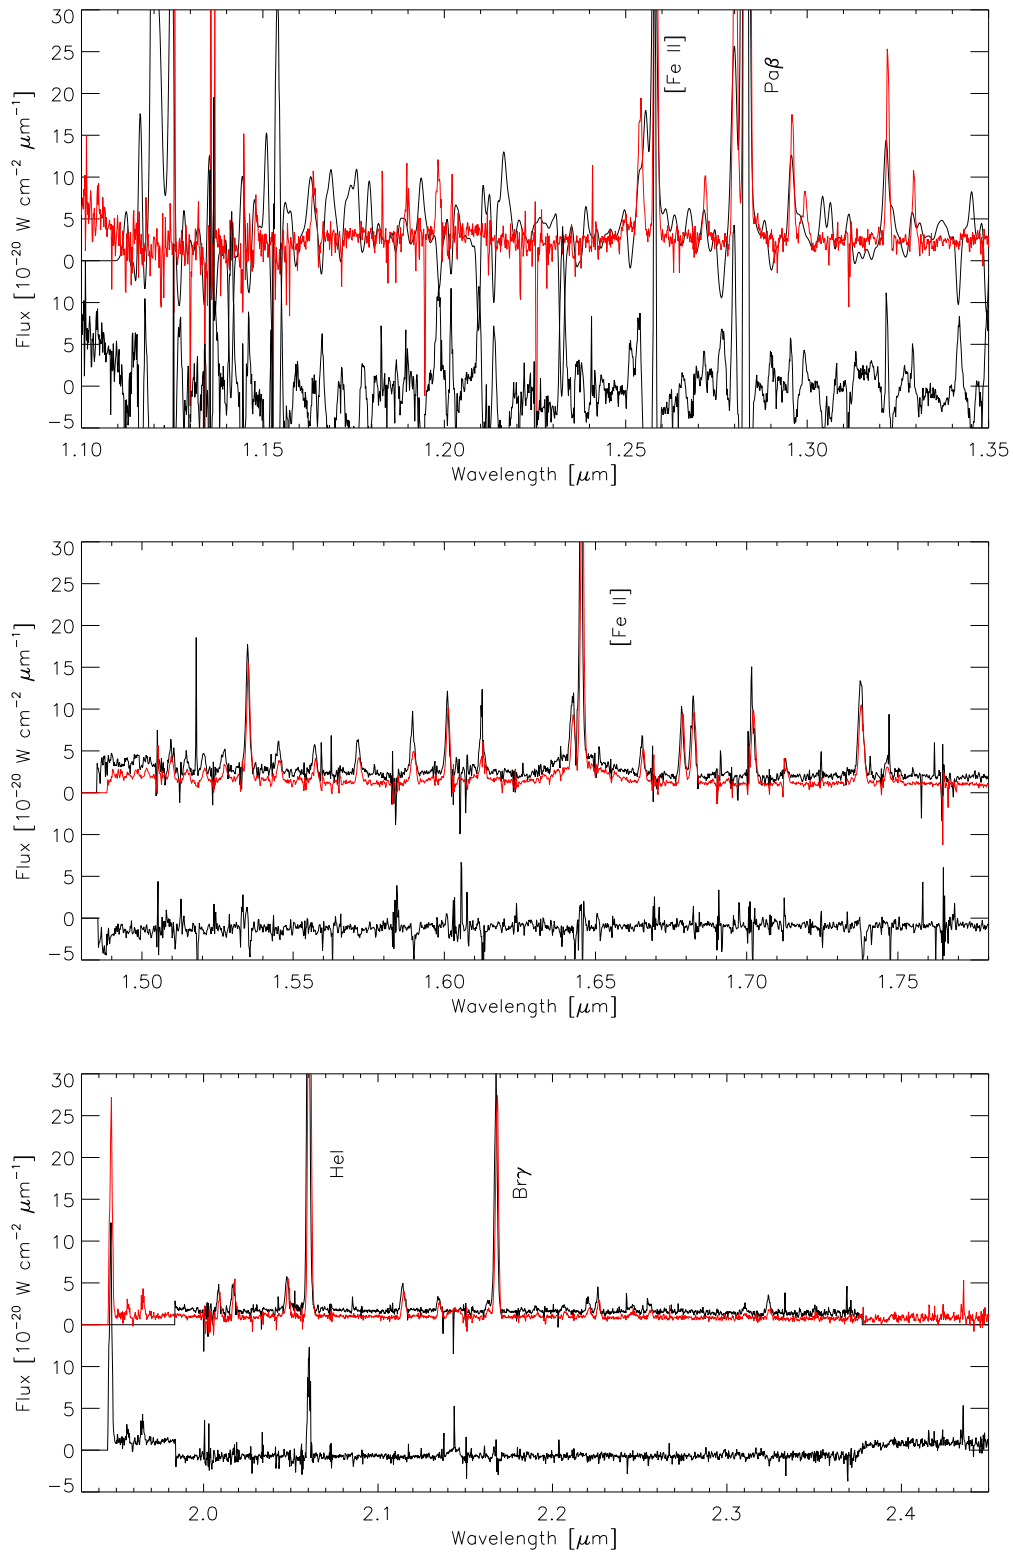 30
25
20
15
10
5
0
10
5
0
−5
Flux [10⁻²⁰ W cm⁻² μm⁻¹]
[Fe II]
Paβ
1.10 1.15 1.20 1.25 1.30 1.35
Wavelength [μm]
30
25
20
15
10
5
0
10
5
0
−5
Flux [10⁻²⁰ W cm⁻² μm⁻¹]
[Fe II]
1.50 1.55 1.60 1.65 1.70 1.75
Wavelength [μm]
30
25
20
15
10
5
0
10
5
0
−5
Flux [10⁻²⁰ W cm⁻² μm⁻¹]
HeI
Brγ
2.0 2.1 2.2 2.3 2.4
Wavelength [μm]